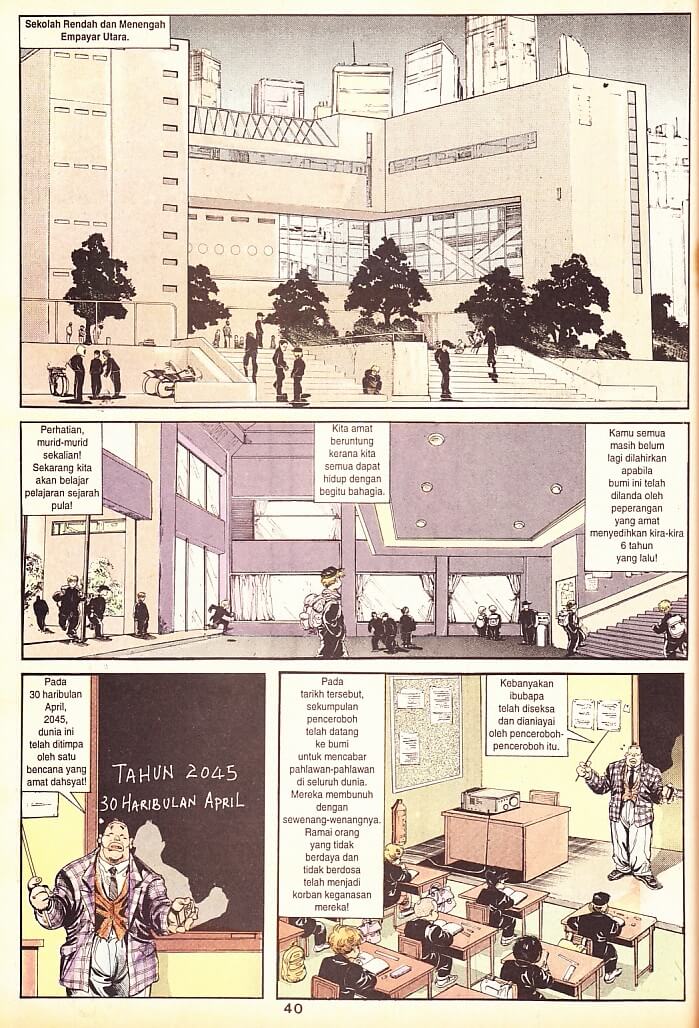 Sekolah Rendah dan Menengah
Empayar Utara.
Perhatian,
murid-murid
sekalian!
Sekarang kita
akan belajar
pelajaran sejarah
pula!
Kita amat
beruntung
kerana kita
semua dapat
hidup dengan
begitu bahagia.
Kamu semua
masih belum
lagi dilahirkan
apabila
bumi ini telah
dilanda oleh
peperangan
yang amat
menyedihkan kira-kira
6 tahun
yang lalu!
Pada
30 haribulan
April,
2045,
dunia ini
telah ditimpa
oleh satu
bencana yang
amat dahsyat!
TAHUN 2045
30 HARIBULAN APRIL
Pada
tarikh tersebut,
sekumpulan
penceroboh
telah datang
ke bumi
untuk mencabar
pahlawan-pahlawan
di seluruh dunia.
Mereka membunuh
dengan
sewenang-wenangnya.
Ramai orang
yang tidak
berdaya dan
tidak berdosa
telah menjadi
korban keganasan
mereka!
Kebanyakan
ibubapa
telah diseksa
dan dianiayai
oleh penceroboh-
penceroboh itu.
40